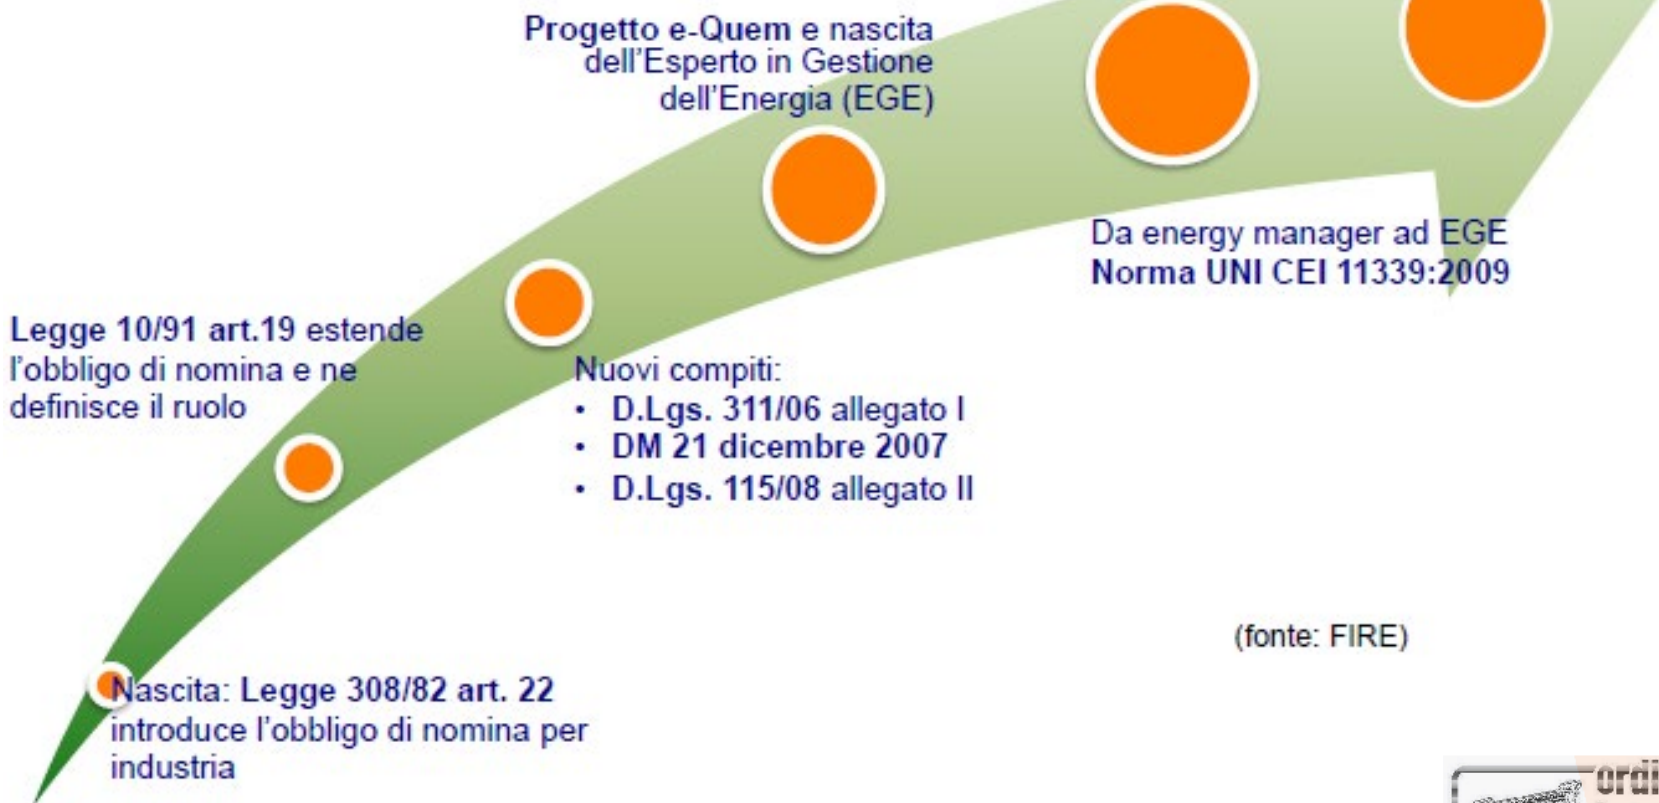 Progetto e-Quem e nascita
dell'Esperto in Gestione
dell'Energia (EGE)
Da energy manager ad EGE
Norma UNI CEI 11339:2009
Legge 10/91 art.19 estende
l'obbligo di nomina e ne
definisce il ruolo
Nuovi compiti:
• D.Lgs. 311/06 allegato I
• DM 21 dicembre 2007
• D.Lgs. 115/08 allegato II
(fonte: FIRE)
Nascita: Legge 308/82 art. 22
introduce l'obbligo di nomina per
industria